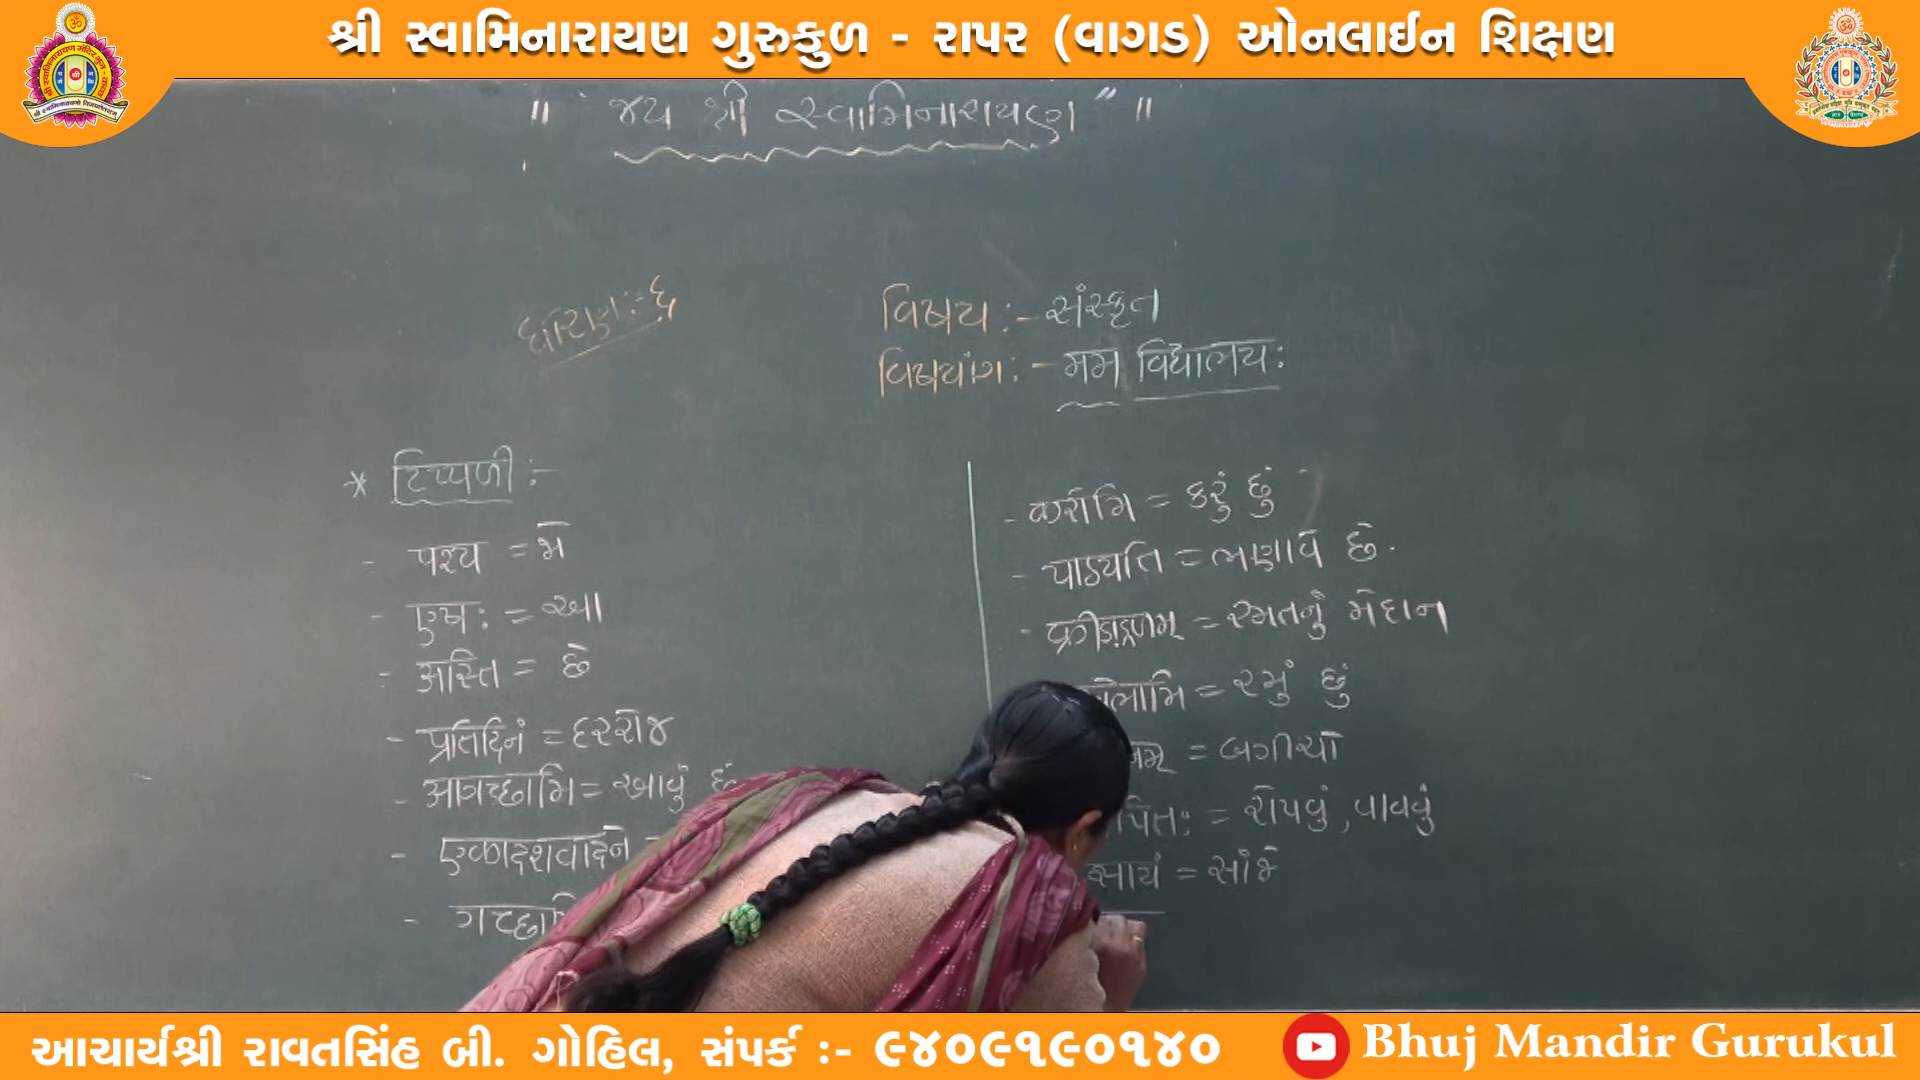 શ્રી સ્વામિનારાયણ ગુરુકુળ - રાપર (વાગડ) ઓનલાઈન શિક્ષણ
॥ " જય શ્રી સ્વામિનારાયણ " ॥
ધોરણ:- ६
વિષય :- સંસ્કૃત
વિષયાંગ: - मम विद्यालय:
* टिप्पणी :-
- पश्य = જો
- एष: = આ
- अस्ति = છે
- प्रतिदिनं = દરરોજ
- आगच्छामि = આવું છું
- एकादशवादने
-
- करोमि = કરું છું
- पाठयति = ભણાવે છે.
- क्रीडाङ्गणम् = રમતનું મેદાન
= રમું છું
= બગીચો
= રોપવું, વાવવું
सायं = સાંજે
આચાર્યશ્રી રાવતસિંહ બી. ગોહિલ, સંપર્ક :- ૯૪૦૯૧૯૦૧૪૦
Bhuj Mandir Gurukul